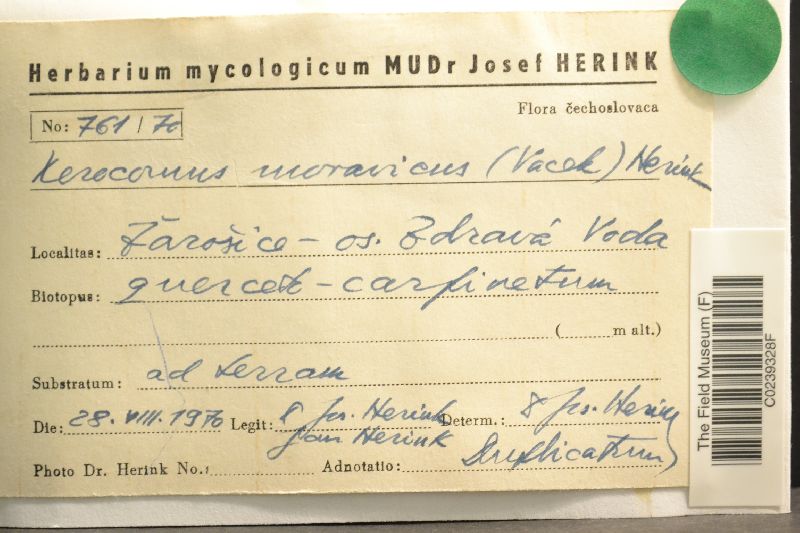 Herbarium mycologicum MUDr Josef HERINK
Flora čechoslovaca
No: 761/70
Xerocomus moravicus (Vacek) Herink
Localitas: Žarošice - os. Zdravá Voda
Biotopus: querceto-carpinetum
( m alt.)
Substratum: ad terram
Die: 28. VIII. 1970 Legit: Jos. Herink Determ.: Jos. Herink
Jan Herink
Photo Dr. Herink No.: Adnotatio: Duplicatum
The Field Museum (F)
C0239328F